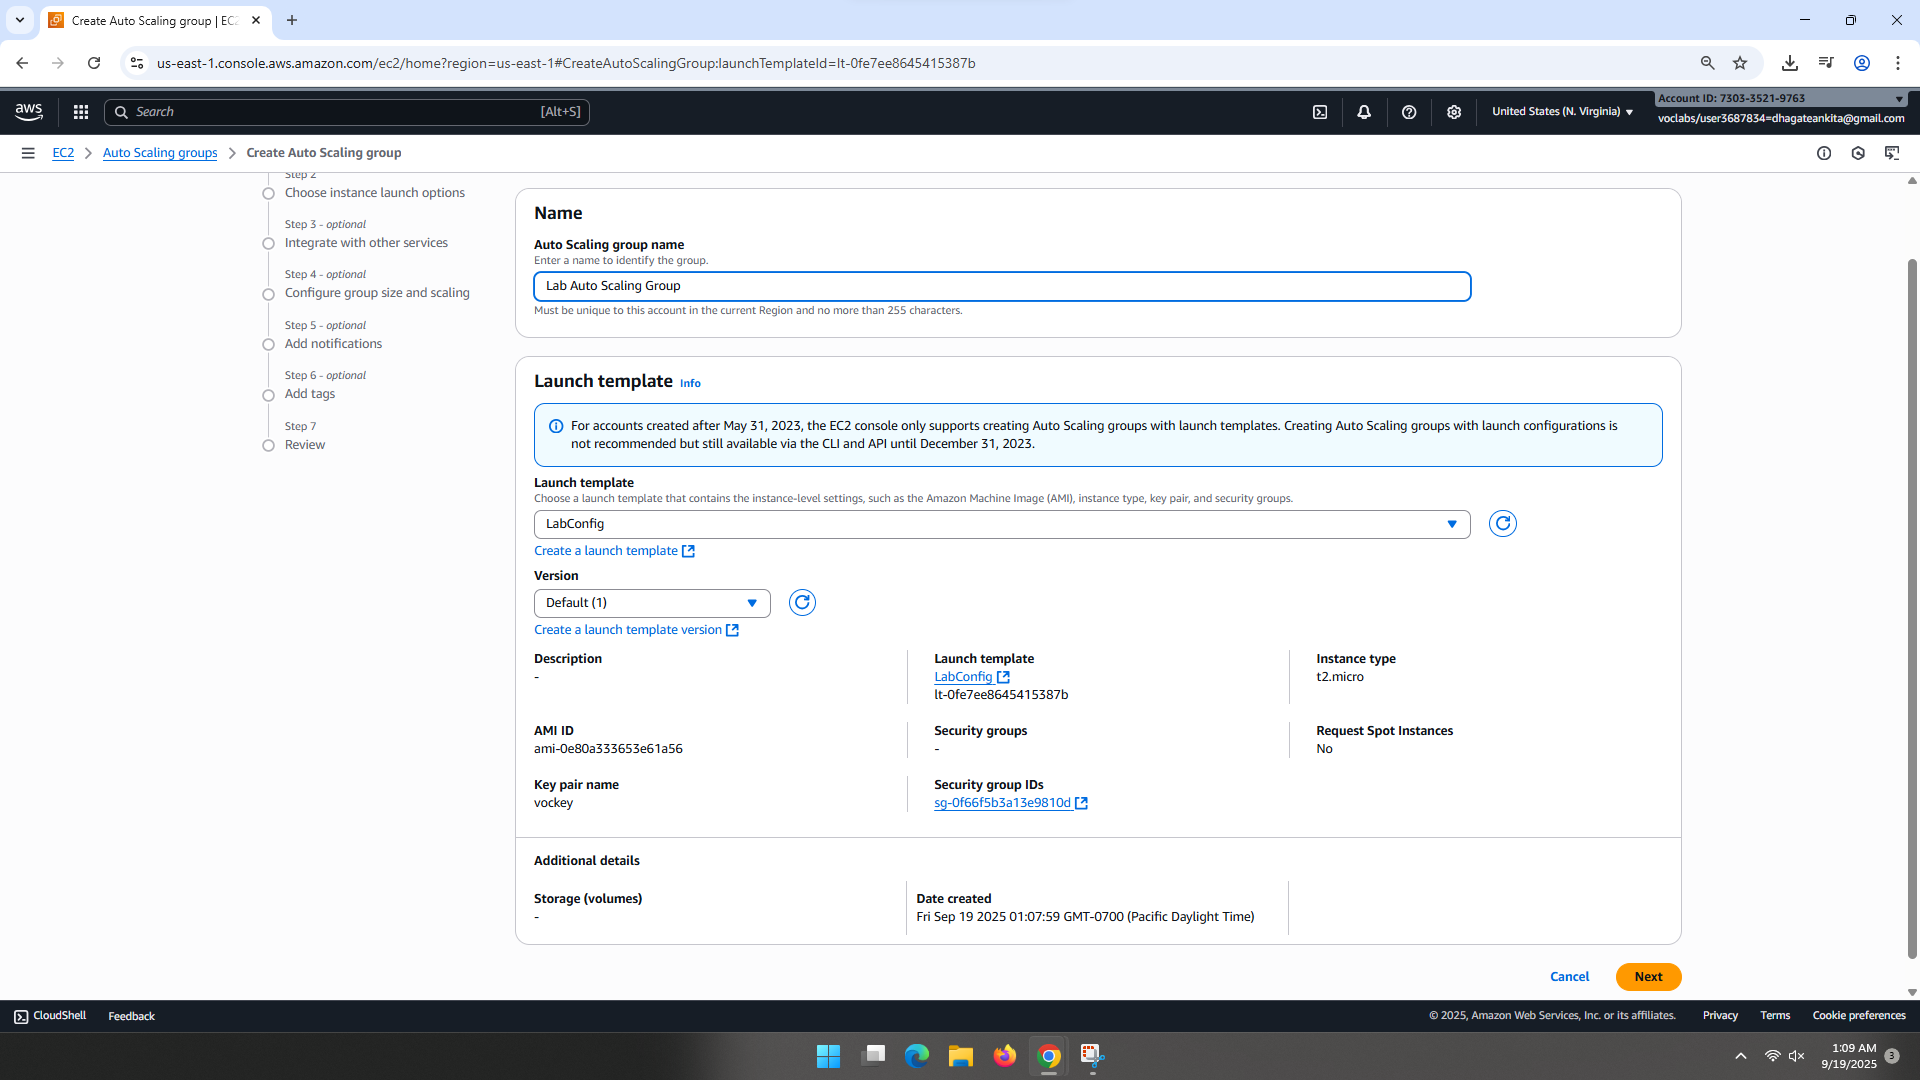 Create Auto Scaling group | EC2
us-east-1.console.aws.amazon.com/ec2/home?region=us-east-1#CreateAutoScalingGroup:launchTemplateId=lt-0fe7ee8645415387b
aws
Search
[Alt+S]
United States (N. Virginia)
Account ID: 7303-3521-9763
voclabs/user3687834=dhagateankita@gmail.com
EC2
Auto Scaling groups
Create Auto Scaling group
Step 2
Choose instance launch options
Step 3 - optional
Integrate with other services
Step 4 - optional
Configure group size and scaling
Step 5 - optional
Add notifications
Step 6 - optional
Add tags
Step 7
Review
Name
Auto Scaling group name
Enter a name to identify the group.
Lab Auto Scaling Group
Must be unique to this account in the current Region and no more than 255 characters.
Launch template Info
For accounts created after May 31, 2023, the EC2 console only supports creating Auto Scaling groups with launch templates. Creating Auto Scaling groups with launch configurations is
not recommended but still available via the CLI and API until December 31, 2023.
Launch template
Choose a launch template that contains the instance-level settings, such as the Amazon Machine Image (AMI), instance type, key pair, and security groups.
LabConfig
Create a launch template
Version
Default (1)
Create a launch template version
Description
-
Launch template
LabConfig
lt-0fe7ee8645415387b
Instance type
t2.micro
AMI ID
ami-0e80a333653e61a56
Security groups
-
Request Spot Instances
No
Key pair name
vockey
Security group IDs
sg-0f66f5b3a13e9810d
Additional details
Storage (volumes)
-
Date created
Fri Sep 19 2025 01:07:59 GMT-0700 (Pacific Daylight Time)
Cancel
Next
CloudShell
Feedback
© 2025, Amazon Web Services, Inc. or its affiliates.
Privacy
Terms
Cookie preferences
1:09 AM
9/19/2025
3